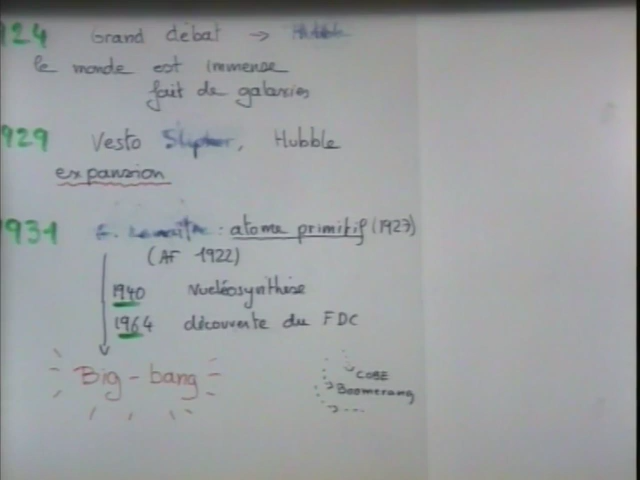 924 Grand débat → Hubble
le monde est immense
fait de galaxies
929 Vesto Slipher, Hubble
expansion
931 G. Lemaître : atome primitif (1927)
(AF 1922)
1940 Nucléosynthèse
1964 découverte du FDC
Big-bang
COBE
Boomerang
...